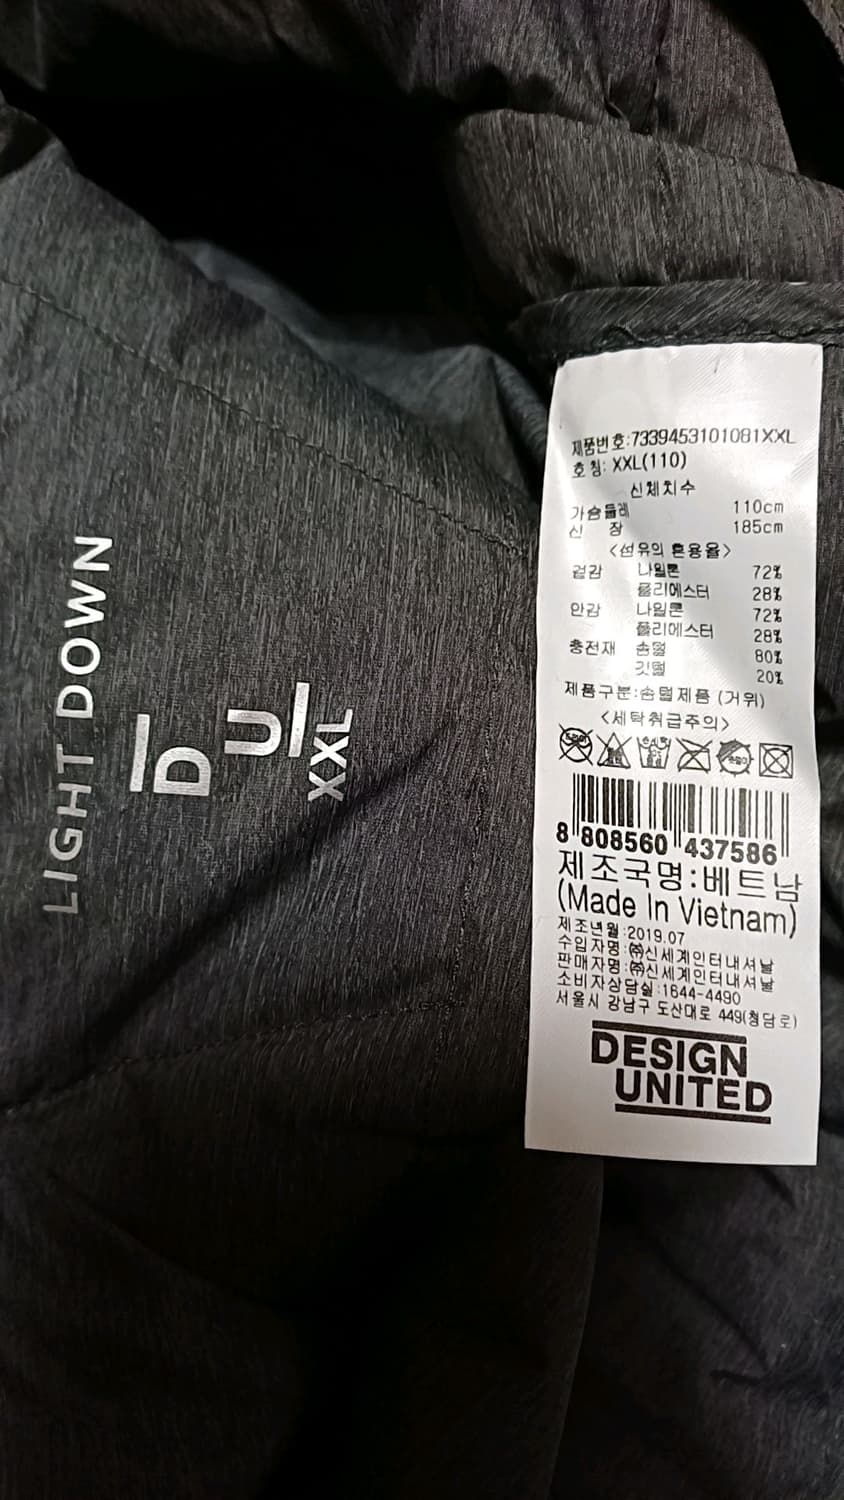 LIGHT DOWN
DU
XXL
제품번호:7339453101081XXL
호칭: XXL(110)
신체치수
가슴둘레 110cm
신 장 185cm
<섬유의 혼용율>
겉감 나일론 72%
폴리에스터 28%
안감 나일론 72%
폴리에스터 28%
충전재 솜털 80%
깃털 20%
제품구분:솜털제품 (거위)
<세탁취급주의>
8 808560 437586
제조국명:베트남
(Made In Vietnam)
제조년월:2019.07
수입자명:㈜신세계인터내셔날
판매자명:㈜신세계인터내셔날
소비자상담실:1644-4490
서울시 강남구 도산대로 449(청담로)
DESIGN
UNITED